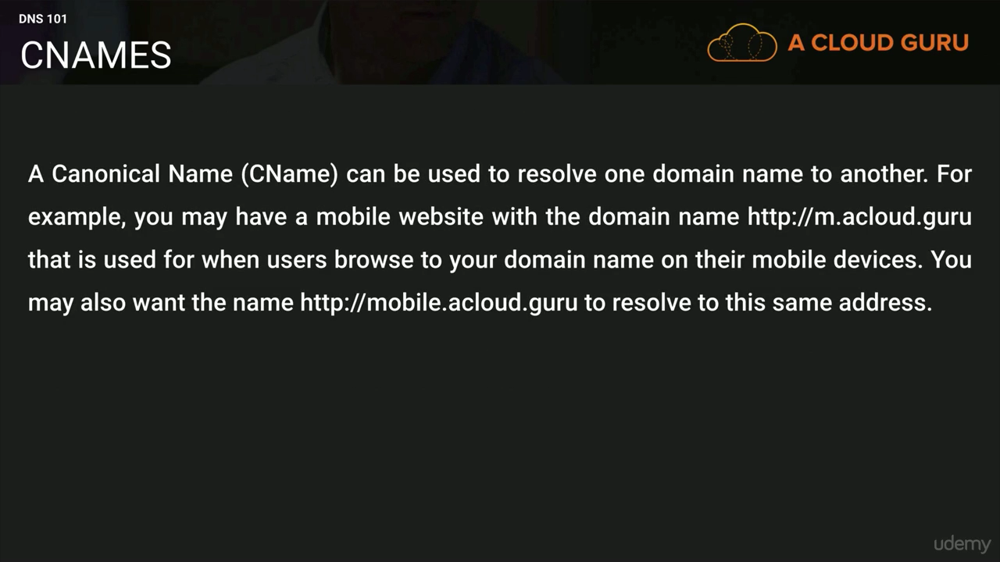 DNS 101
CNAMES
A CLOUD GURU
A Canonical Name (CName) can be used to resolve one domain name to another. For
example, you may have a mobile website with the domain name http://m.acloud.guru
that is used for when users browse to your domain name on their mobile devices. You
may also want the name http://mobile.acloud.guru to resolve to this same address.
udemy